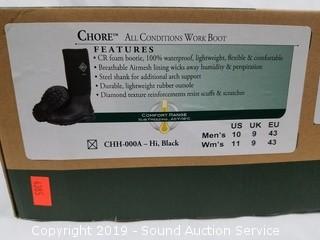 CHORE™ ALL CONDITIONS WORK BOOT
FEATURES
• CR foam bootie, 100% waterproof, lightweight, flexible & comfortable
• Breathable Airmesh lining wicks away humidity & perspiration
• Steel shank for additional arch support
• Durable, lightweight rubber outsole
• Diamond texture reinforcements resist scuffs & scratches
COMFORT RANGE
CHH-000A – Hi, Black
US UK EU
Men's 10 9 43
Wm's 11 9 43
Copyright 2019 - Sound Auction Service